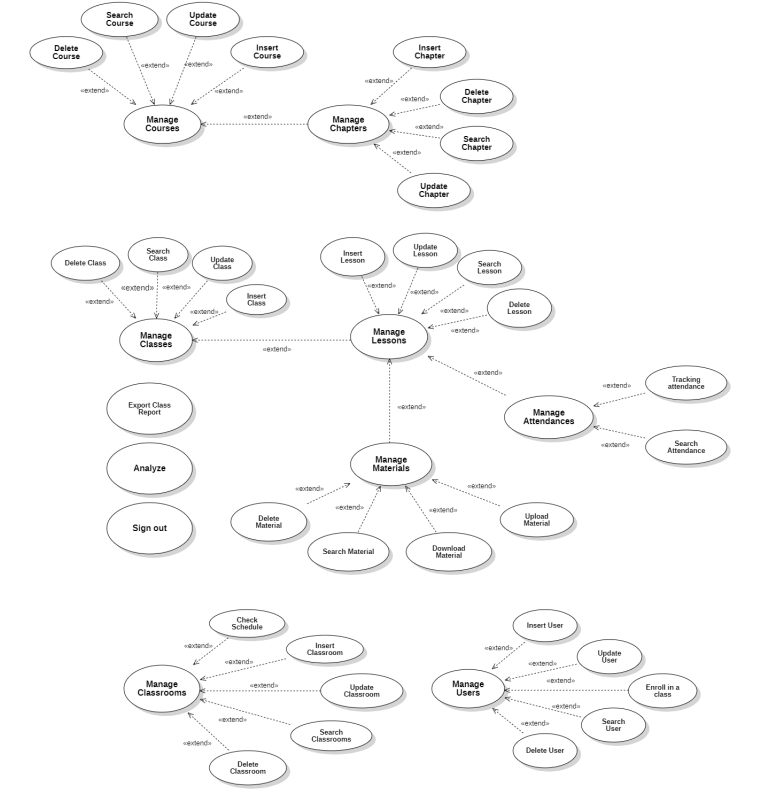 Search
Course
Update
Course
Delete
Course
Insert
Course
«extend»
«extend»
«extend»
«extend»
Manage
Courses
«extend»
Insert
Chapter
«extend»
Delete
Chapter
«extend»
Manage
Chapters
«extend»
Search
Chapter
«extend»
Update
Chapter
Delete Class
Search
Class
Update
Class
Insert
Class
«extend»
«extend»
«extend»
«extend»
Manage
Classes
«extend»
Insert
Lesson
Update
Lesson
Search
Lesson
Delete
Lesson
«extend»
«extend»
«extend»
«extend»
Manage
Lessons
«extend»
Manage
Attendances
«extend»
Tracking
attendance
«extend»
Search
Attendance
Export Class
Report
Analyze
Sign out
«extend»
Manage
Materials
«extend»
«extend»
«extend»
«extend»
Delete
Material
Search Material
Download
Material
Upload
Material
Check
Schedule
«extend»
Insert
Classroom
«extend»
Manage
Classrooms
«extend»
Update
Classroom
«extend»
Search
Classrooms
«extend»
Delete
Classroom
Insert User
«extend»
Update
User
«extend»
Manage
Users
«extend»
Enroll in a
class
«extend»
Search
User
«extend»
Delete User